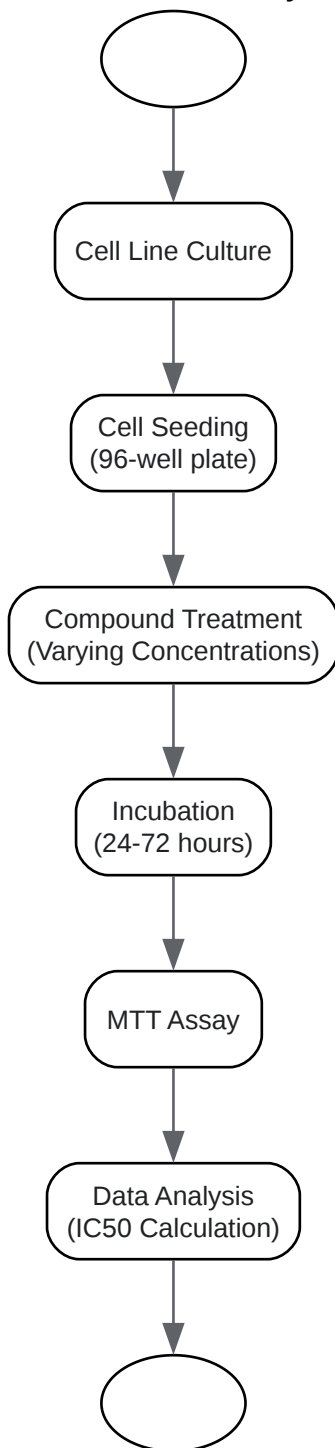 Cell Line Culture
Cell Seeding
(96-well plate)
Compound Treatment
(Varying Concentrations)
Incubation
(24-72 hours)
MTT Assay
Data Analysis
(IC50 Calculation)